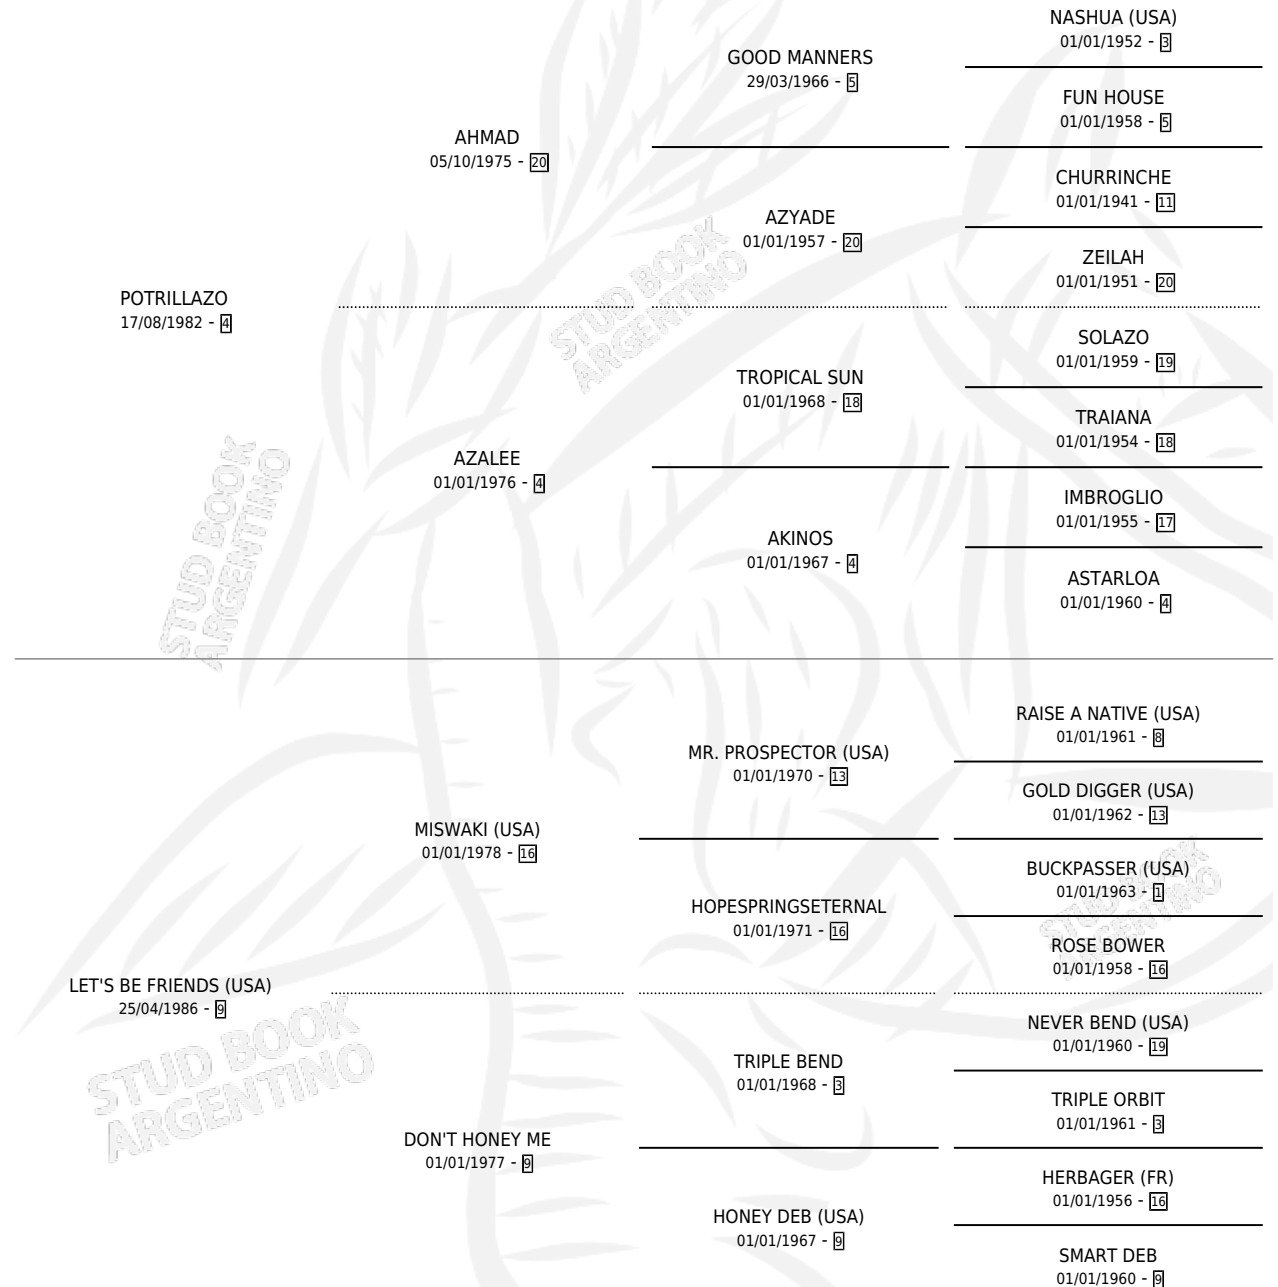 NASHUA (USA)
01/01/1952 - 3
GOOD MANNERS
29/03/1966 - 5
FUN HOUSE
01/01/1958 - 5
AHMAD
05/10/1975 - 20
CHURRINCHE
01/01/1941 - 11
AZYADE
01/01/1957 - 20
ZEILAH
01/01/1951 - 20
POTRILLAZO
17/08/1982 - 4
STUD BOOK
ARGENTINO
SOLAZO
01/01/1959 - 19
TROPICAL SUN
01/01/1968 - 18
TRAIANA
01/01/1954 - 18
AZALEE
01/01/1976 - 4
IMBROGLIO
01/01/1955 - 17
AKINOS
01/01/1967 - 4
ASTARLOA
01/01/1960 - 4
STUD BOOK
ARGENTINO
RAISE A NATIVE (USA)
01/01/1961 - 8
MR. PROSPECTOR (USA)
01/01/1970 - 13
GOLD DIGGER (USA)
01/01/1962 - 13
MISWAKI (USA)
01/01/1978 - 16
BUCKPASSER (USA)
01/01/1963 - 1
HOPESPRINGSETERNAL
01/01/1971 - 16
ROSE BOWER
01/01/1958 - 16
STUD BOOK
ARGENTINO
LET'S BE FRIENDS (USA)
25/04/1986 - 9
NEVER BEND (USA)
01/01/1960 - 19
TRIPLE BEND
01/01/1968 - 3
TRIPLE ORBIT
01/01/1961 - 3
STUD BOOK
ARGENTINO
DON'T HONEY ME
01/01/1977 - 9
HERBAGER (FR)
01/01/1956 - 16
HONEY DEB (USA)
01/01/1967 - 9
SMART DEB
01/01/1960 - 9